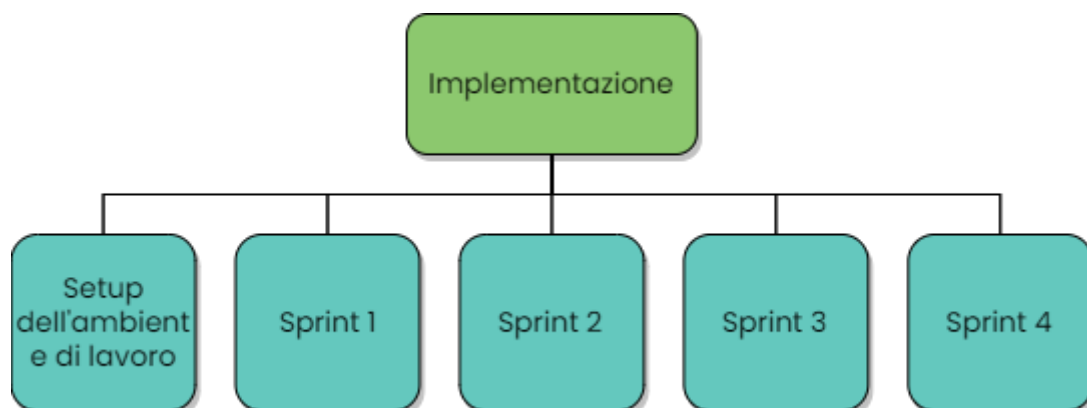 Implementazione
Setup
dell'ambient
e di lavoro
Sprint 1
Sprint 2
Sprint 3
Sprint 4